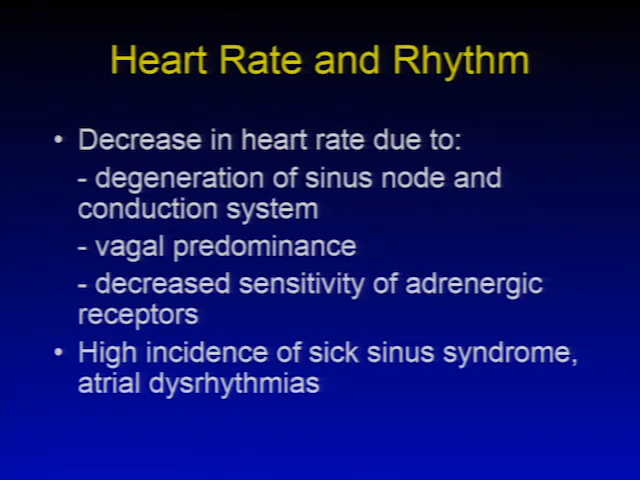 Heart Rate and Rhythm
• Decrease in heart rate due to:
- degeneration of sinus node and
conduction system
- vagal predominance
- decreased sensitivity of adrenergic
receptors
• High incidence of sick sinus syndrome,
atrial dysrhythmias